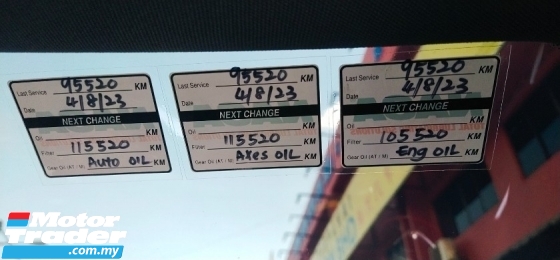 Last Service 95520 KM
Date 4/8/23
NEXT CHANGE
Oil KM
Filter 115520 KM
Gear Oil (A1 / M) Auto OIL KM
Last Service 95520 KM
Date 4/8/23
NEXT CHANGE
Oil KM
Filter 115520 KM
Gear Oil (A1 / M) Axes OIL KM
Last Service 95520 KM
Date 4/8/23
NEXT CHANGE
Oil KM
Filter 105520 KM
Gear Oil (A1 / M) Eng OIL KM
Motor
Trader
.com.my